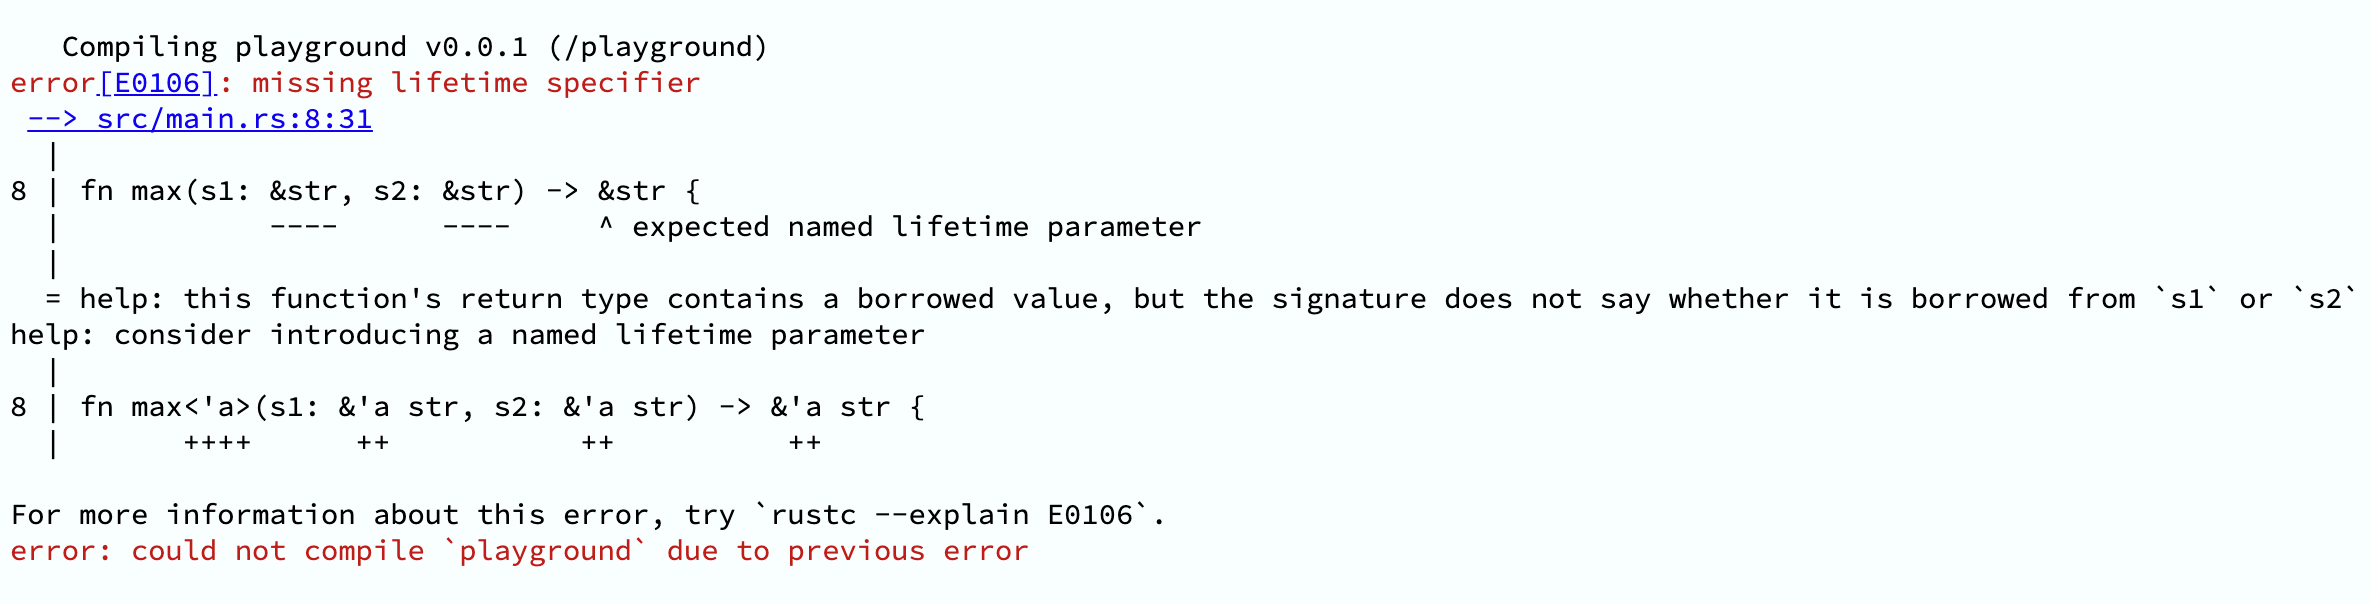 Compiling playground v0.0.1 (/playground)
error[E0106]: missing lifetime specifier
 --> src/main.rs:8:31
  |
8 | fn max(s1: &str, s2: &str) -> &str {
  |            ----      ----     ^ expected named lifetime parameter
  |
  = help: this function's return type contains a borrowed value, but the signature does not say whether it is borrowed from `s1` or `s2`
help: consider introducing a named lifetime parameter
  |
8 | fn max<'a>(s1: &'a str, s2: &'a str) -> &'a str {
  |       ++++      ++           ++          ++

For more information about this error, try `rustc --explain E0106`.
error: could not compile `playground` due to previous error